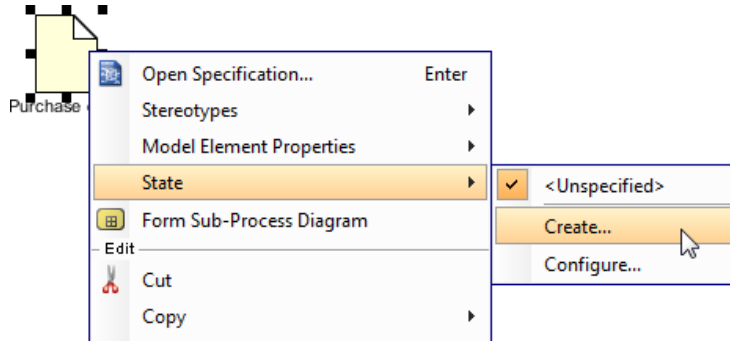 Purchase
Open Specification... Enter
Stereotypes
Model Element Properties
State
<Unspecified>
Form Sub-Process Diagram
Create...
Edit
Configure...
Cut
Copy